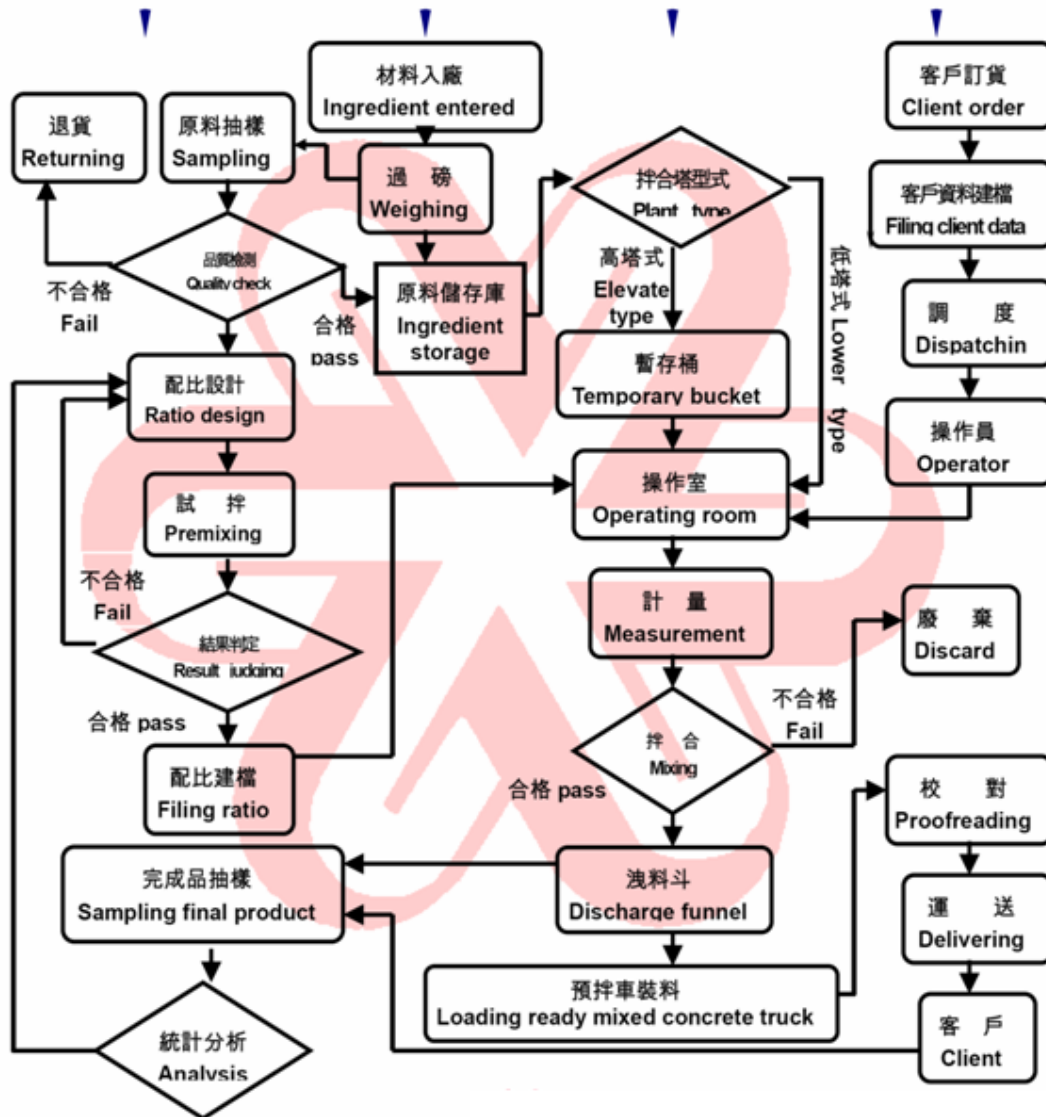 材料入廠
Ingredient entered
客戶訂貨
Client order
退貨
Returning
原料抽樣
Sampling
過 磅
Weighing
拌合塔型式
Plant type
客戶資料建檔
Filing client data
品質檢測
Quality check
不合格
Fail
合格
pass
原料儲存庫
Ingredient
storage
高塔式
Elevate
type
低塔式 Lower type
調 度
Dispatchin
配比設計
Ratio design
暫存桶
Temporary bucket
操作員
Operator
試 拌
Premixing
操作室
Operating room
不合格
Fail
計 量
Measurement
廢 棄
Discard
結果判定
Result judging
合格 pass
不合格
Fail
拌 合
Mixing
合格 pass
配比建檔
Filing ratio
校 對
Proofreading
完成品抽樣
Sampling final product
洩料斗
Discharge funnel
運 送
Delivering
預拌車裝料
Loading ready mixed concrete truck
客 戶
Client
統計分析
Analysis